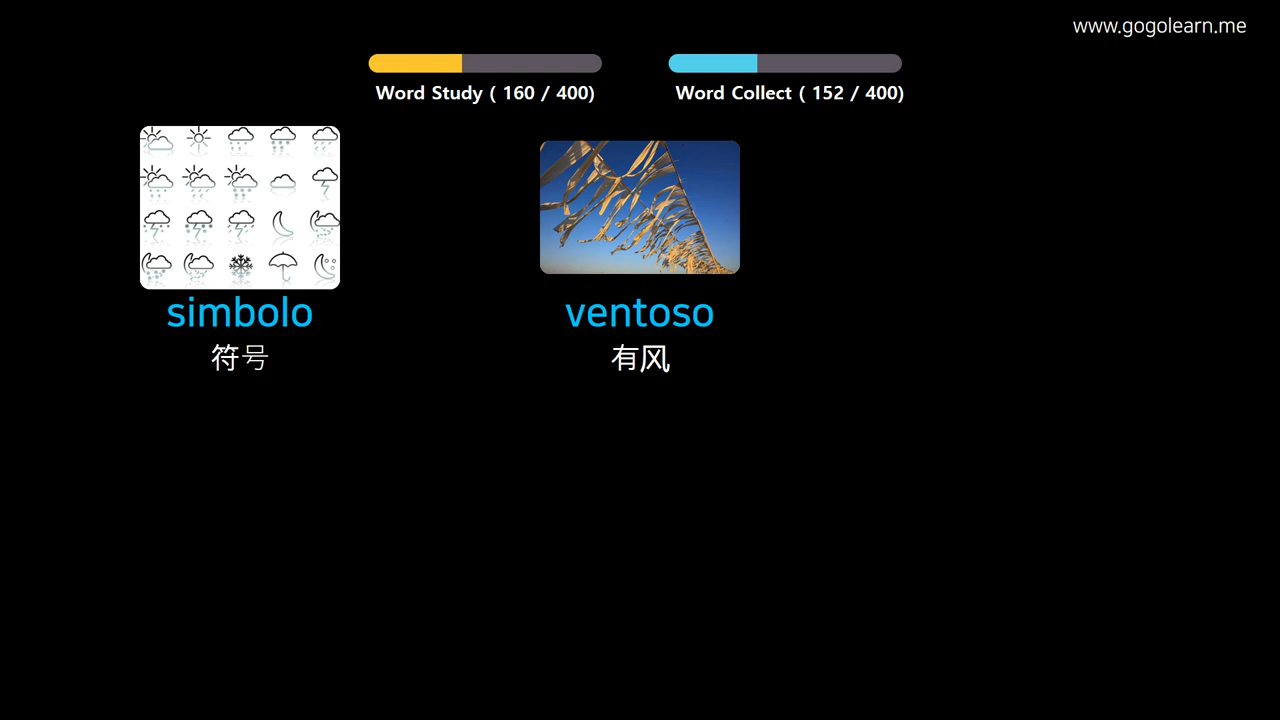 www.gogolearn.me
Word Study ( 160 / 400)
Word Collect ( 152 / 400)
simbolo
符号
ventoso
有风